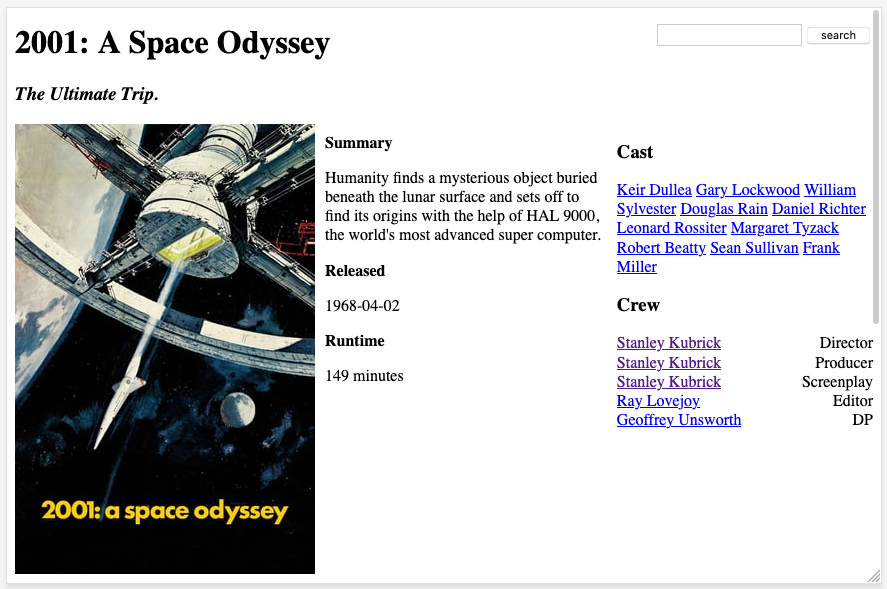 2001: A Space Odyssey
search
The Ultimate Trip.
2001: a space odyssey
Summary
Humanity finds a mysterious object buried
beneath the lunar surface and sets off to
find its origins with the help of HAL 9000,
the world's most advanced super computer.
Released
1968-04-02
Runtime
149 minutes
Cast
Keir Dullea Gary Lockwood William
Sylvester Douglas Rain Daniel Richter
Leonard Rossiter Margaret Tyzack
Robert Beatty Sean Sullivan Frank
Miller
Crew
Stanley Kubrick Director
Stanley Kubrick Producer
Stanley Kubrick Screenplay
Ray Lovejoy Editor
Geoffrey Unsworth DP